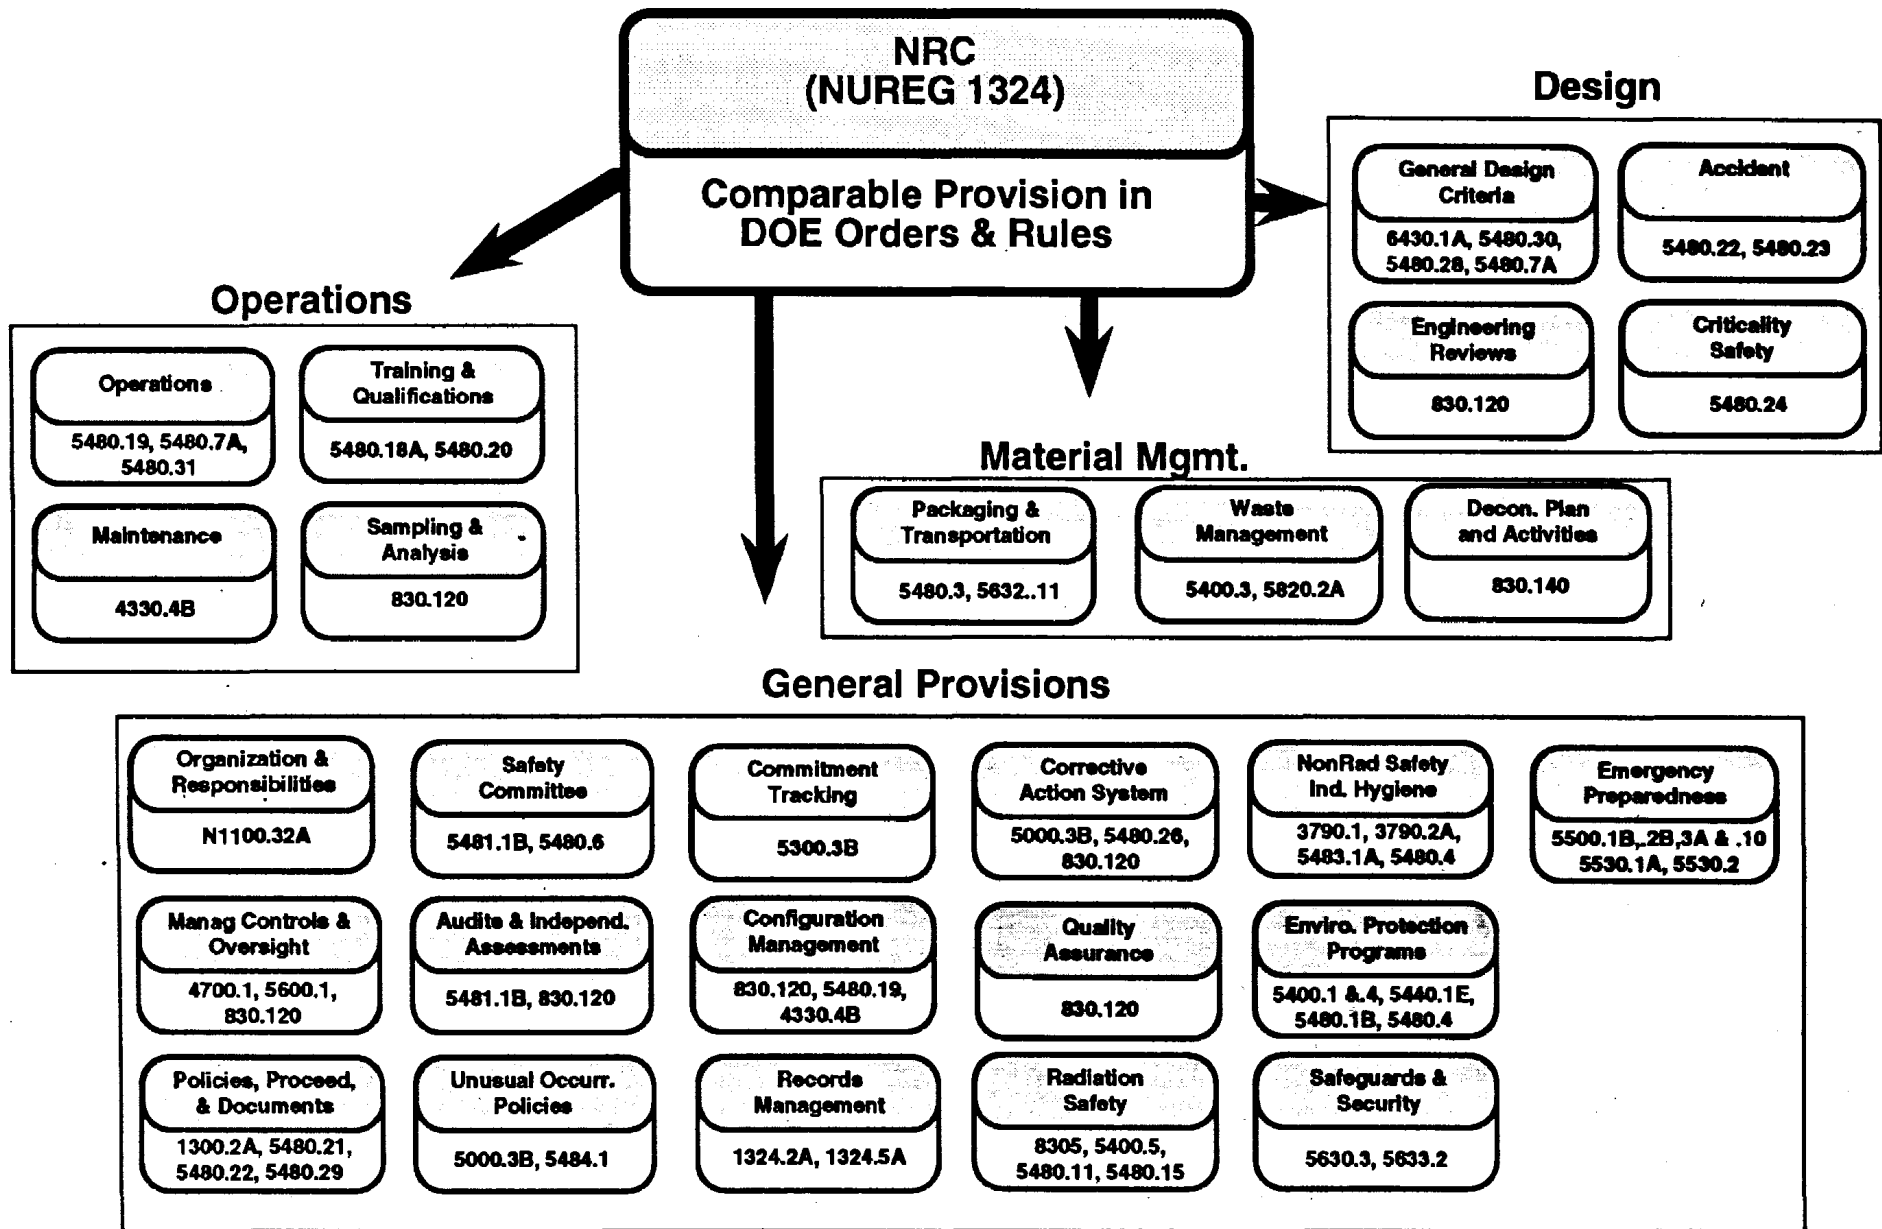 NRC
(NUREG 1324)
Comparable Provision in
DOE Orders & Rules
Design
General Design
Criteria
6430.1A, 5480.30,
5480.28, 5480.7A
Accident
5480.22, 5480.23
Engineering
Reviews
830.120
Criticality
Safety
5480.24
Operations
Operations
5480.19, 5480.7A,
5480.31
Training &
Qualifications
5480.18A, 5480.20
Maintenance
4330.4B
Sampling &
Analysis
830.120
Material Mgmt.
Packaging &
Transportation
5480.3, 5632..11
Waste
Management
5400.3, 5820.2A
Decon. Plan
and Activities
830.140
General Provisions
Organization &
Responsibilities
N1100.32A
Safety
Committee
5481.1B, 5480.6
Commitment
Tracking
5300.3B
Corrective
Action System
5000.3B, 5480.26,
830.120
NonRad Safety
Ind. Hygiene
3790.1, 3790.2A,
5483.1A, 5480.4
Emergency
Preparedness
5500.1B,.2B,3A & .10
5530.1A, 5530.2
Manag Controls &
Oversight
4700.1, 5600.1,
830.120
Audits & Independ.
Assessments
5481.1B, 830.120
Configuration
Management
830.120, 5480.19,
4330.4B
Quality
Assurance
830.120
Enviro. Protection
Programs
5400.1 &.4, 5440.1E,
5480.1B, 5480.4
Policies, Proceed,
& Documents
1300.2A, 5480.21,
5480.22, 5480.29
Unusual Occurr.
Policies
5000.3B, 5484.1
Records
Management
1324.2A, 1324.5A
Radiation
Safety
8305, 5400.5,
5480.11, 5480.15
Safeguards &
Security
5630.3, 5633.2